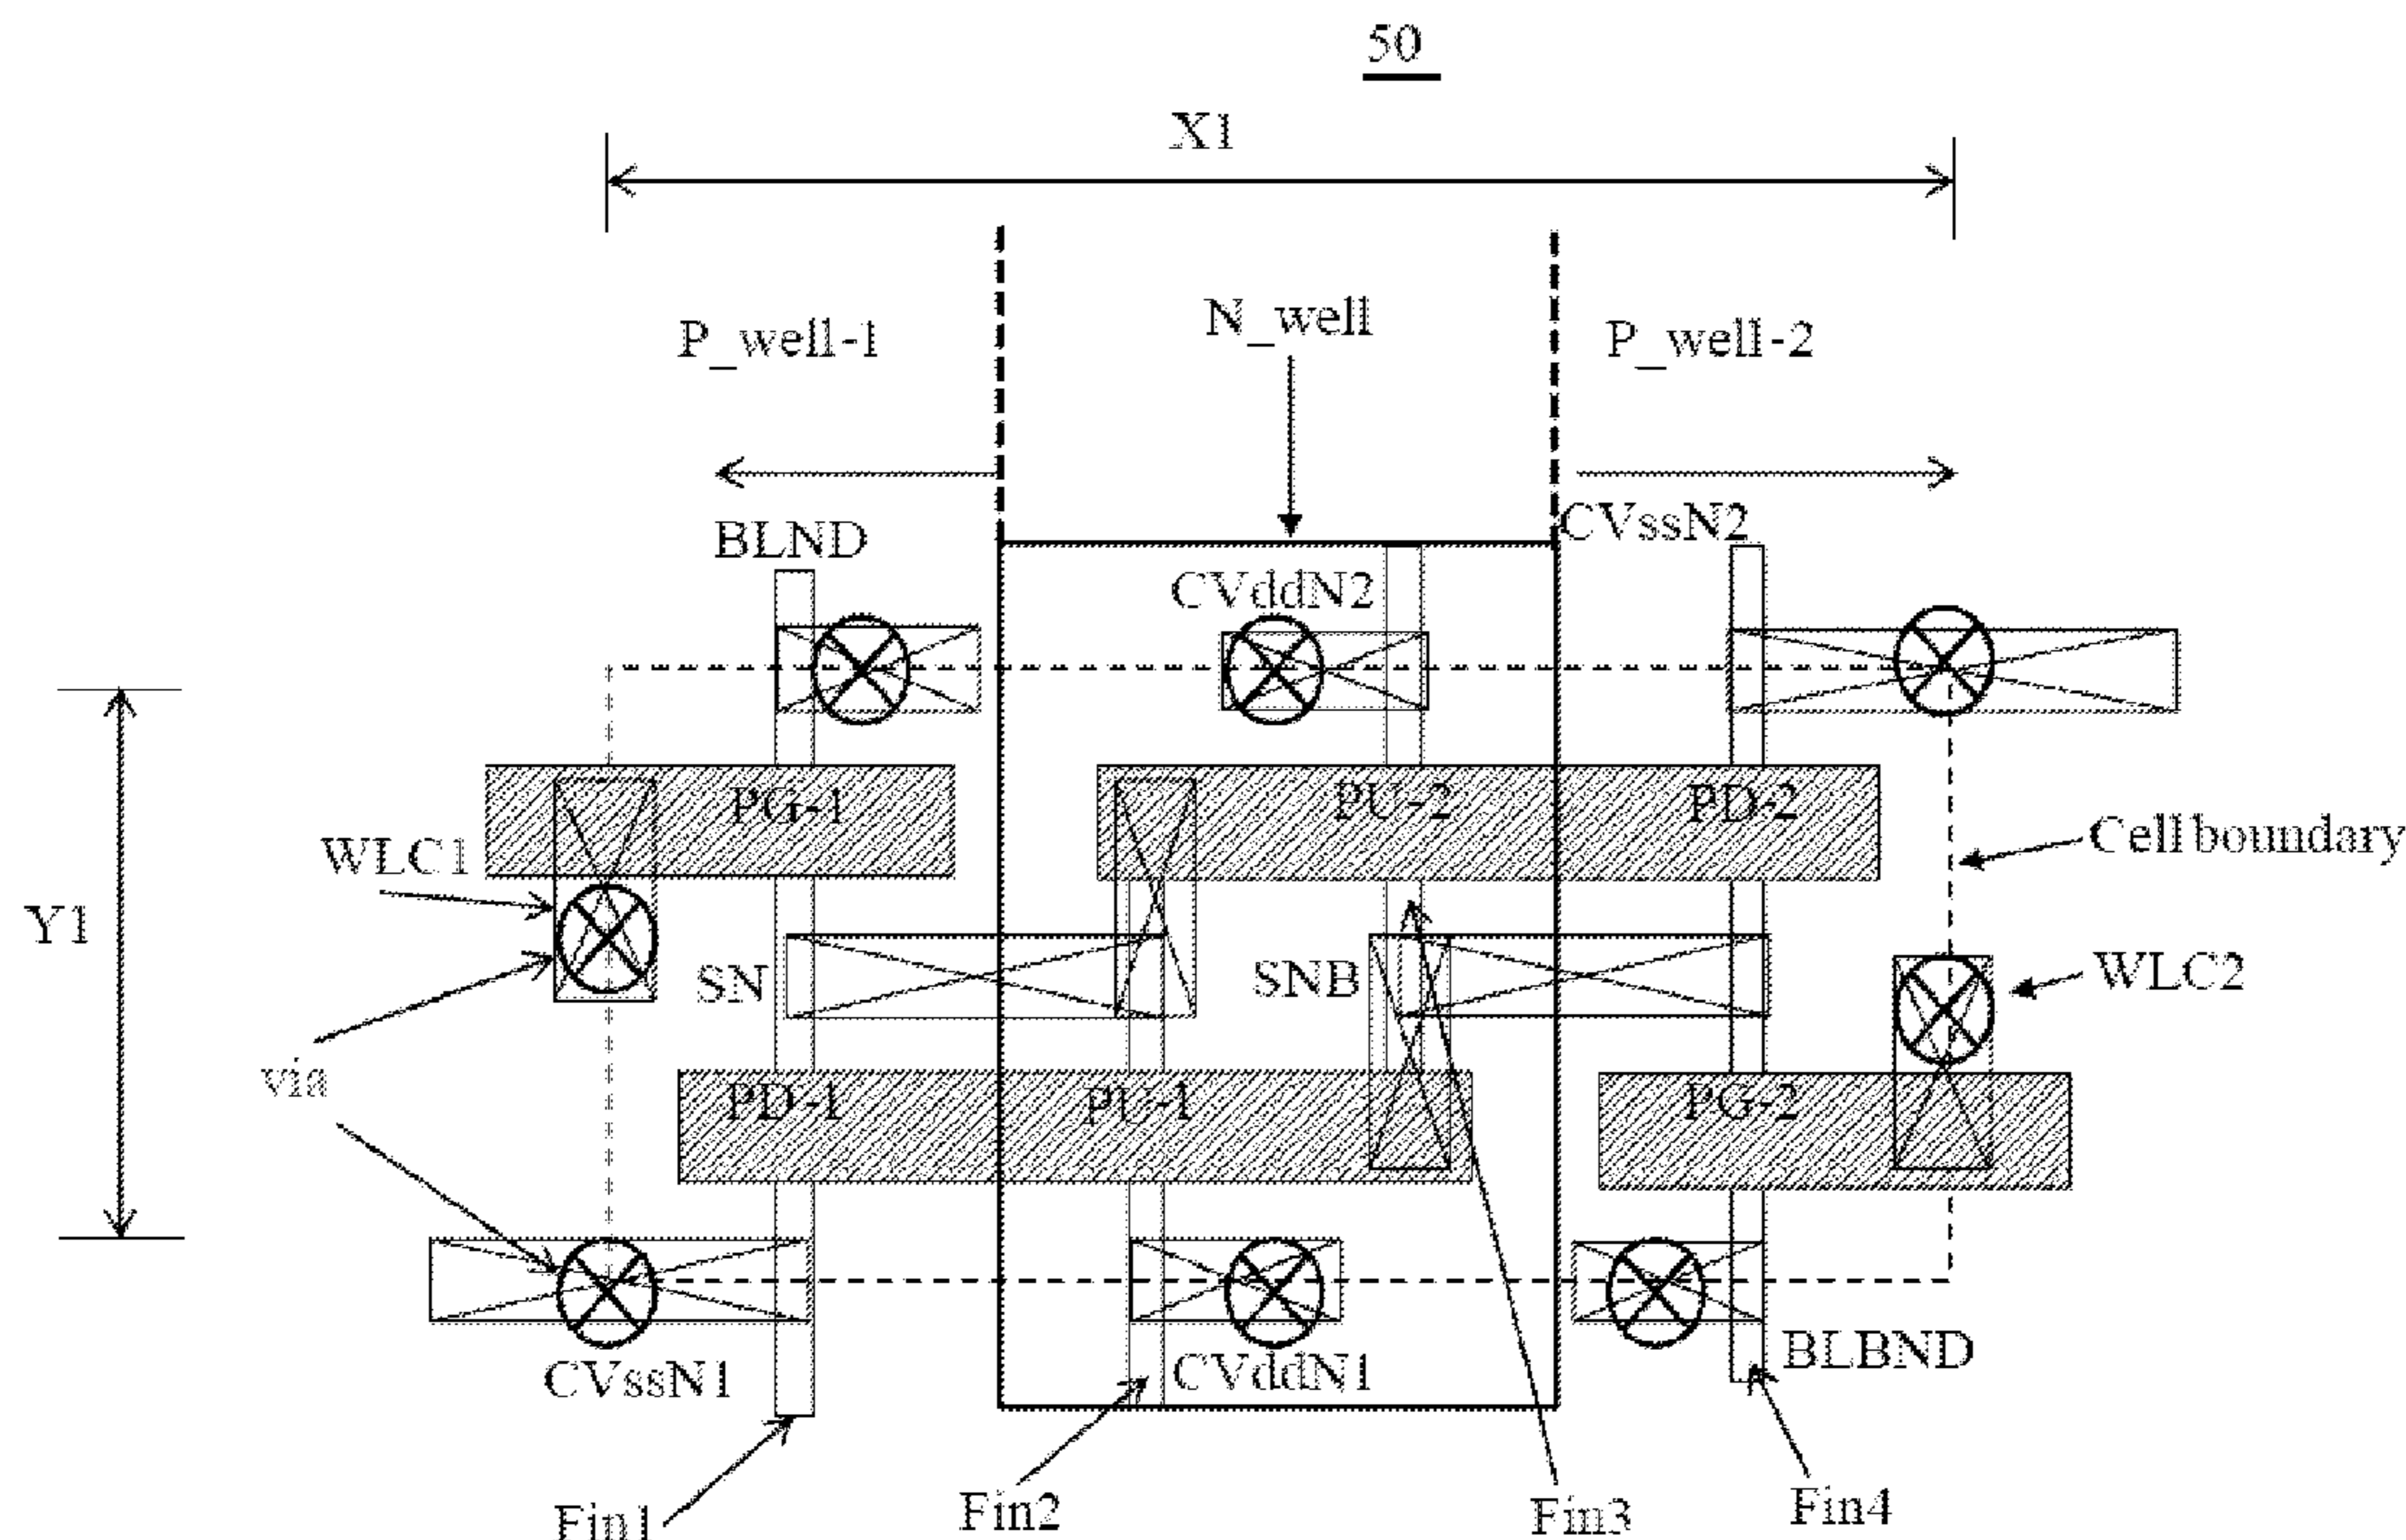 50
X1
P_well-1
N_well
P_well-2
BLND
CVssN2
CVddN2
PG-1
PU-2
PD-2
Cell boundary
WLC1
Y1
SN
SNB
WLC2
via
PD-1
PU-1
PG-2
CVssN1
CVddN1
BLBND
Fin1
Fin2
Fin3
Fin4